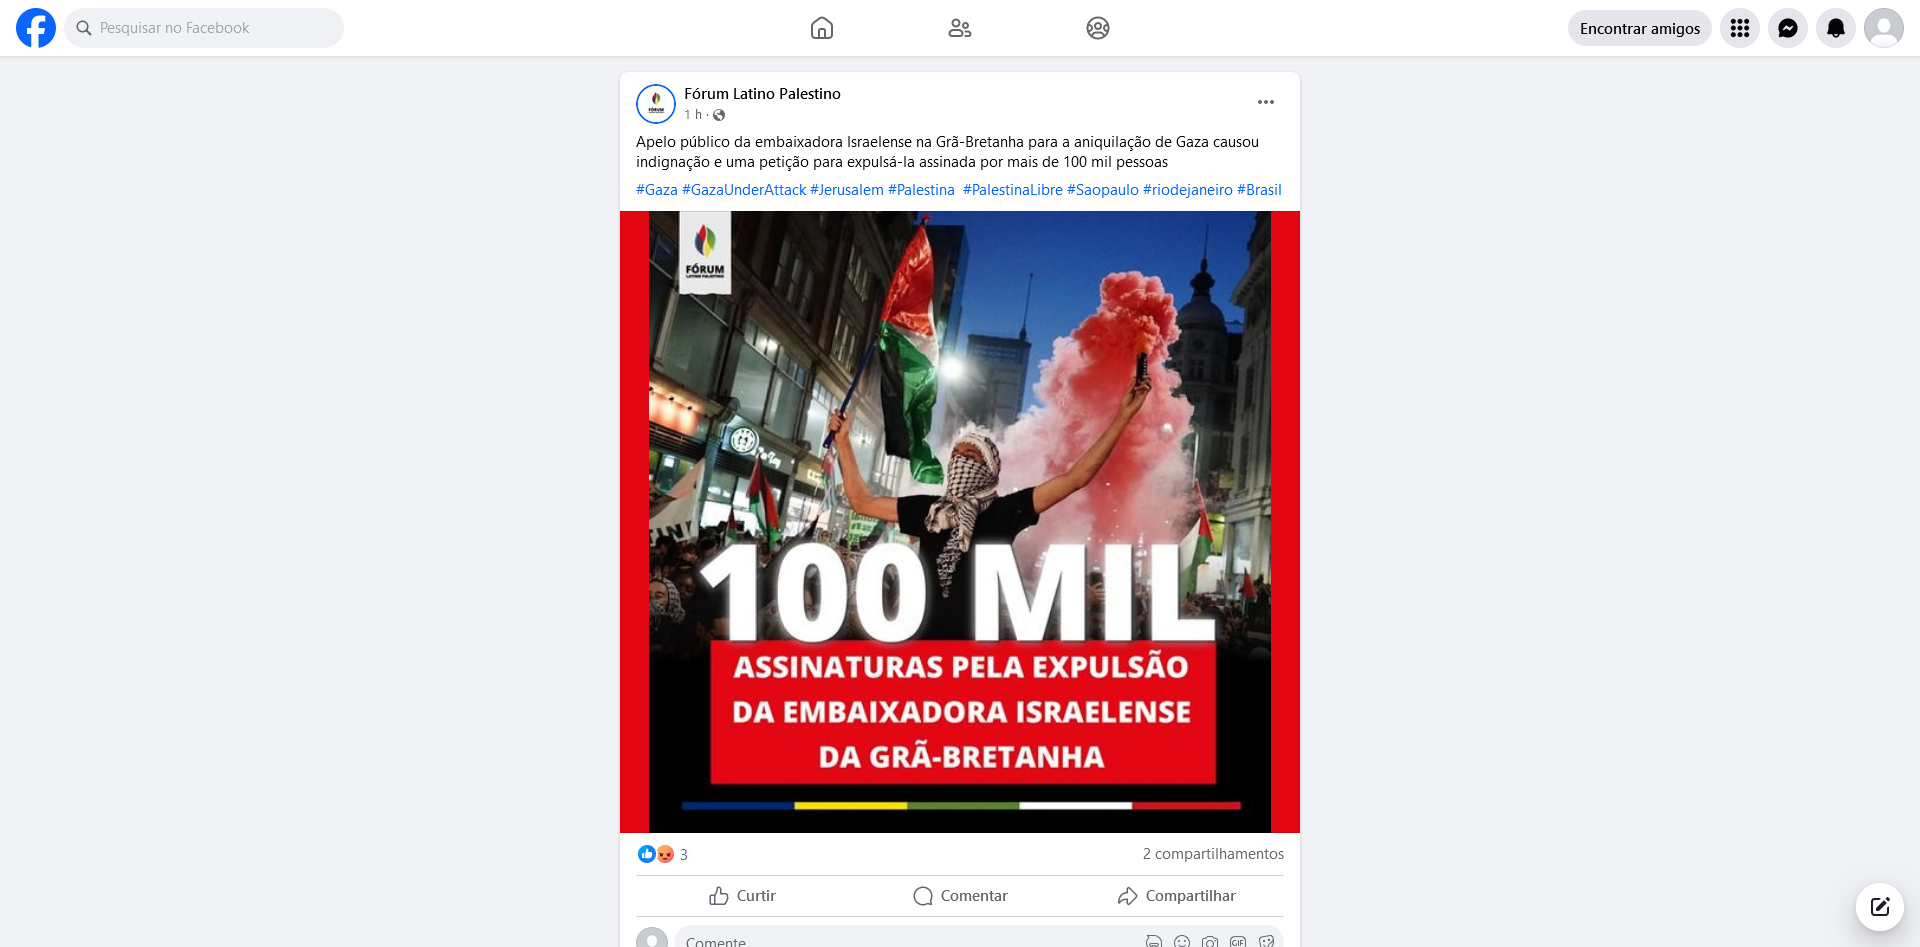 Pesquisar no Facebook
Encontrar amigos
Fórum Latino Palestino
1 h ·
Apelo público da embaixadora Israelense na Grã-Bretanha para a aniquilação de Gaza causou
indignação e uma petição para expulsá-la assinada por mais de 100 mil pessoas
#Gaza #GazaUnderAttack #Jerusalem #Palestina #PalestinaLibre #Saopaulo #riodejaneiro #Brasil
FÓRUM
LATINO PALESTINO
100 MIL
ASSINATURAS PELA EXPULSÃO
DA EMBAIXADORA ISRAELENSE
DA GRÃ-BRETANHA
3
2 compartilhamentos
Curtir
Comentar
Compartilhar
Comente
GIF